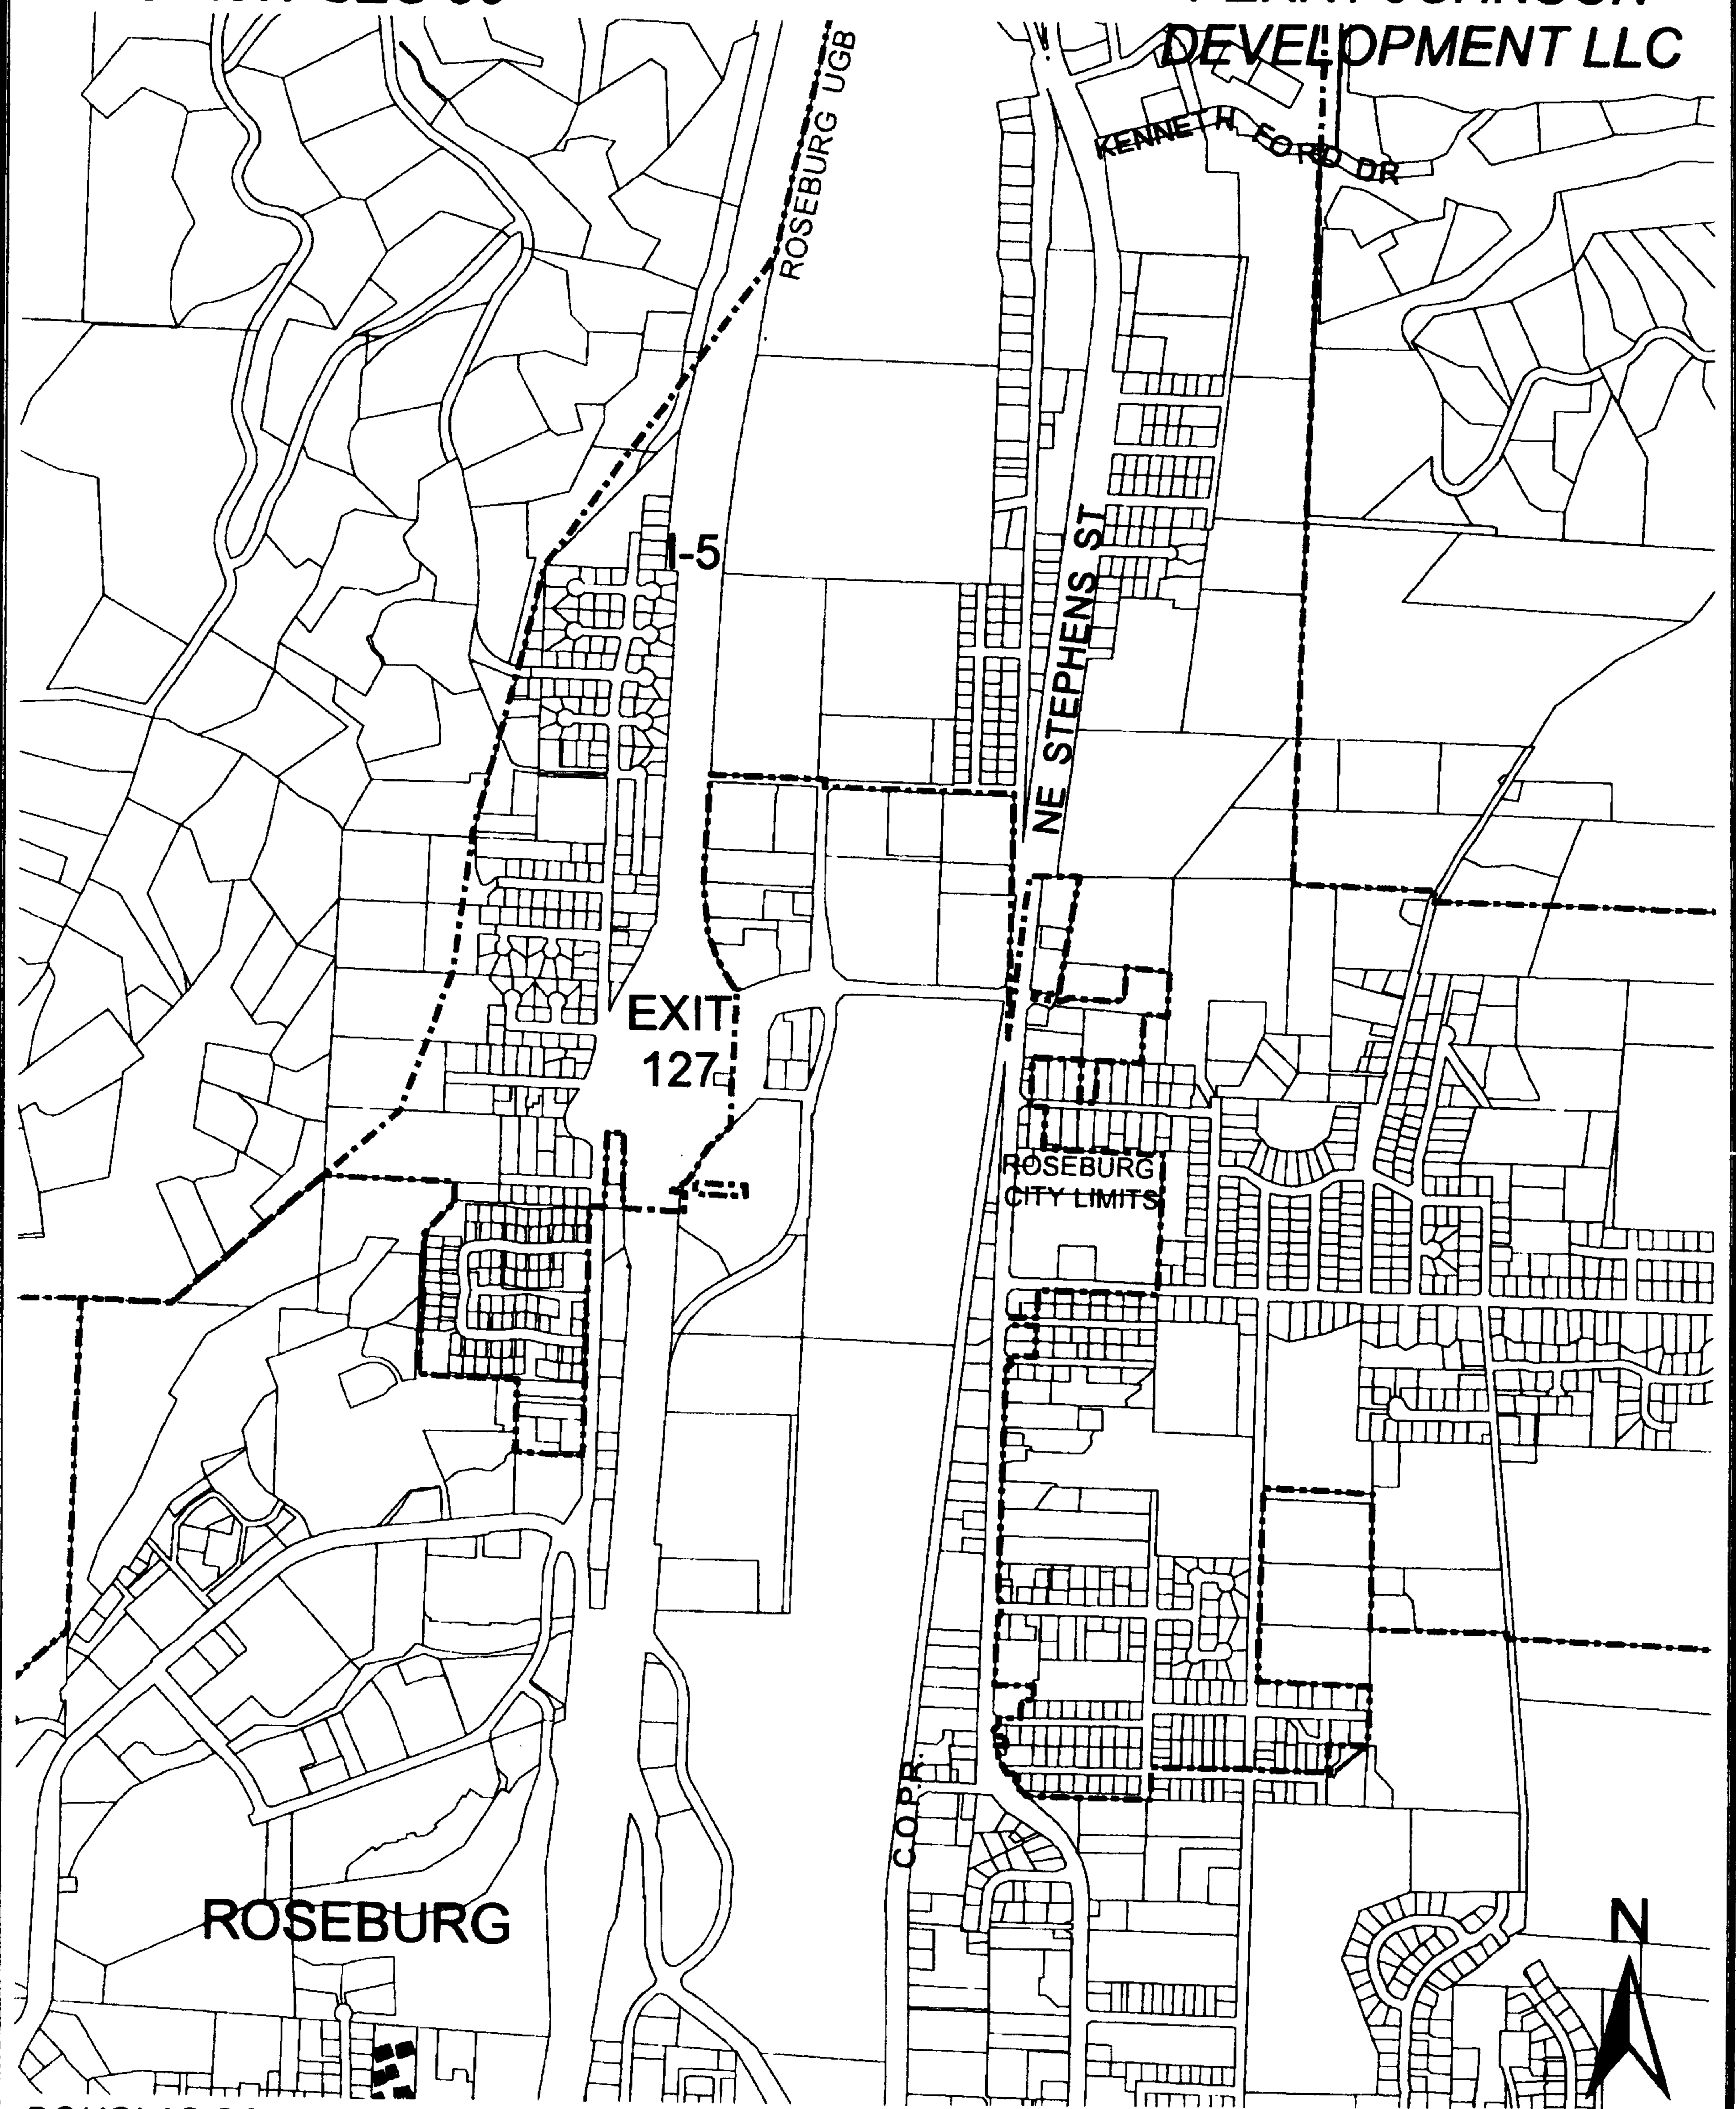 DEVELOPMENT LLC
ROSEBURG UGB
KENNETH FORD DR
I-5
NE STEPHENS ST
EXIT
127
ROSEBURG
CITY LIMITS
C.O.P.R.
ROSEBURG
N